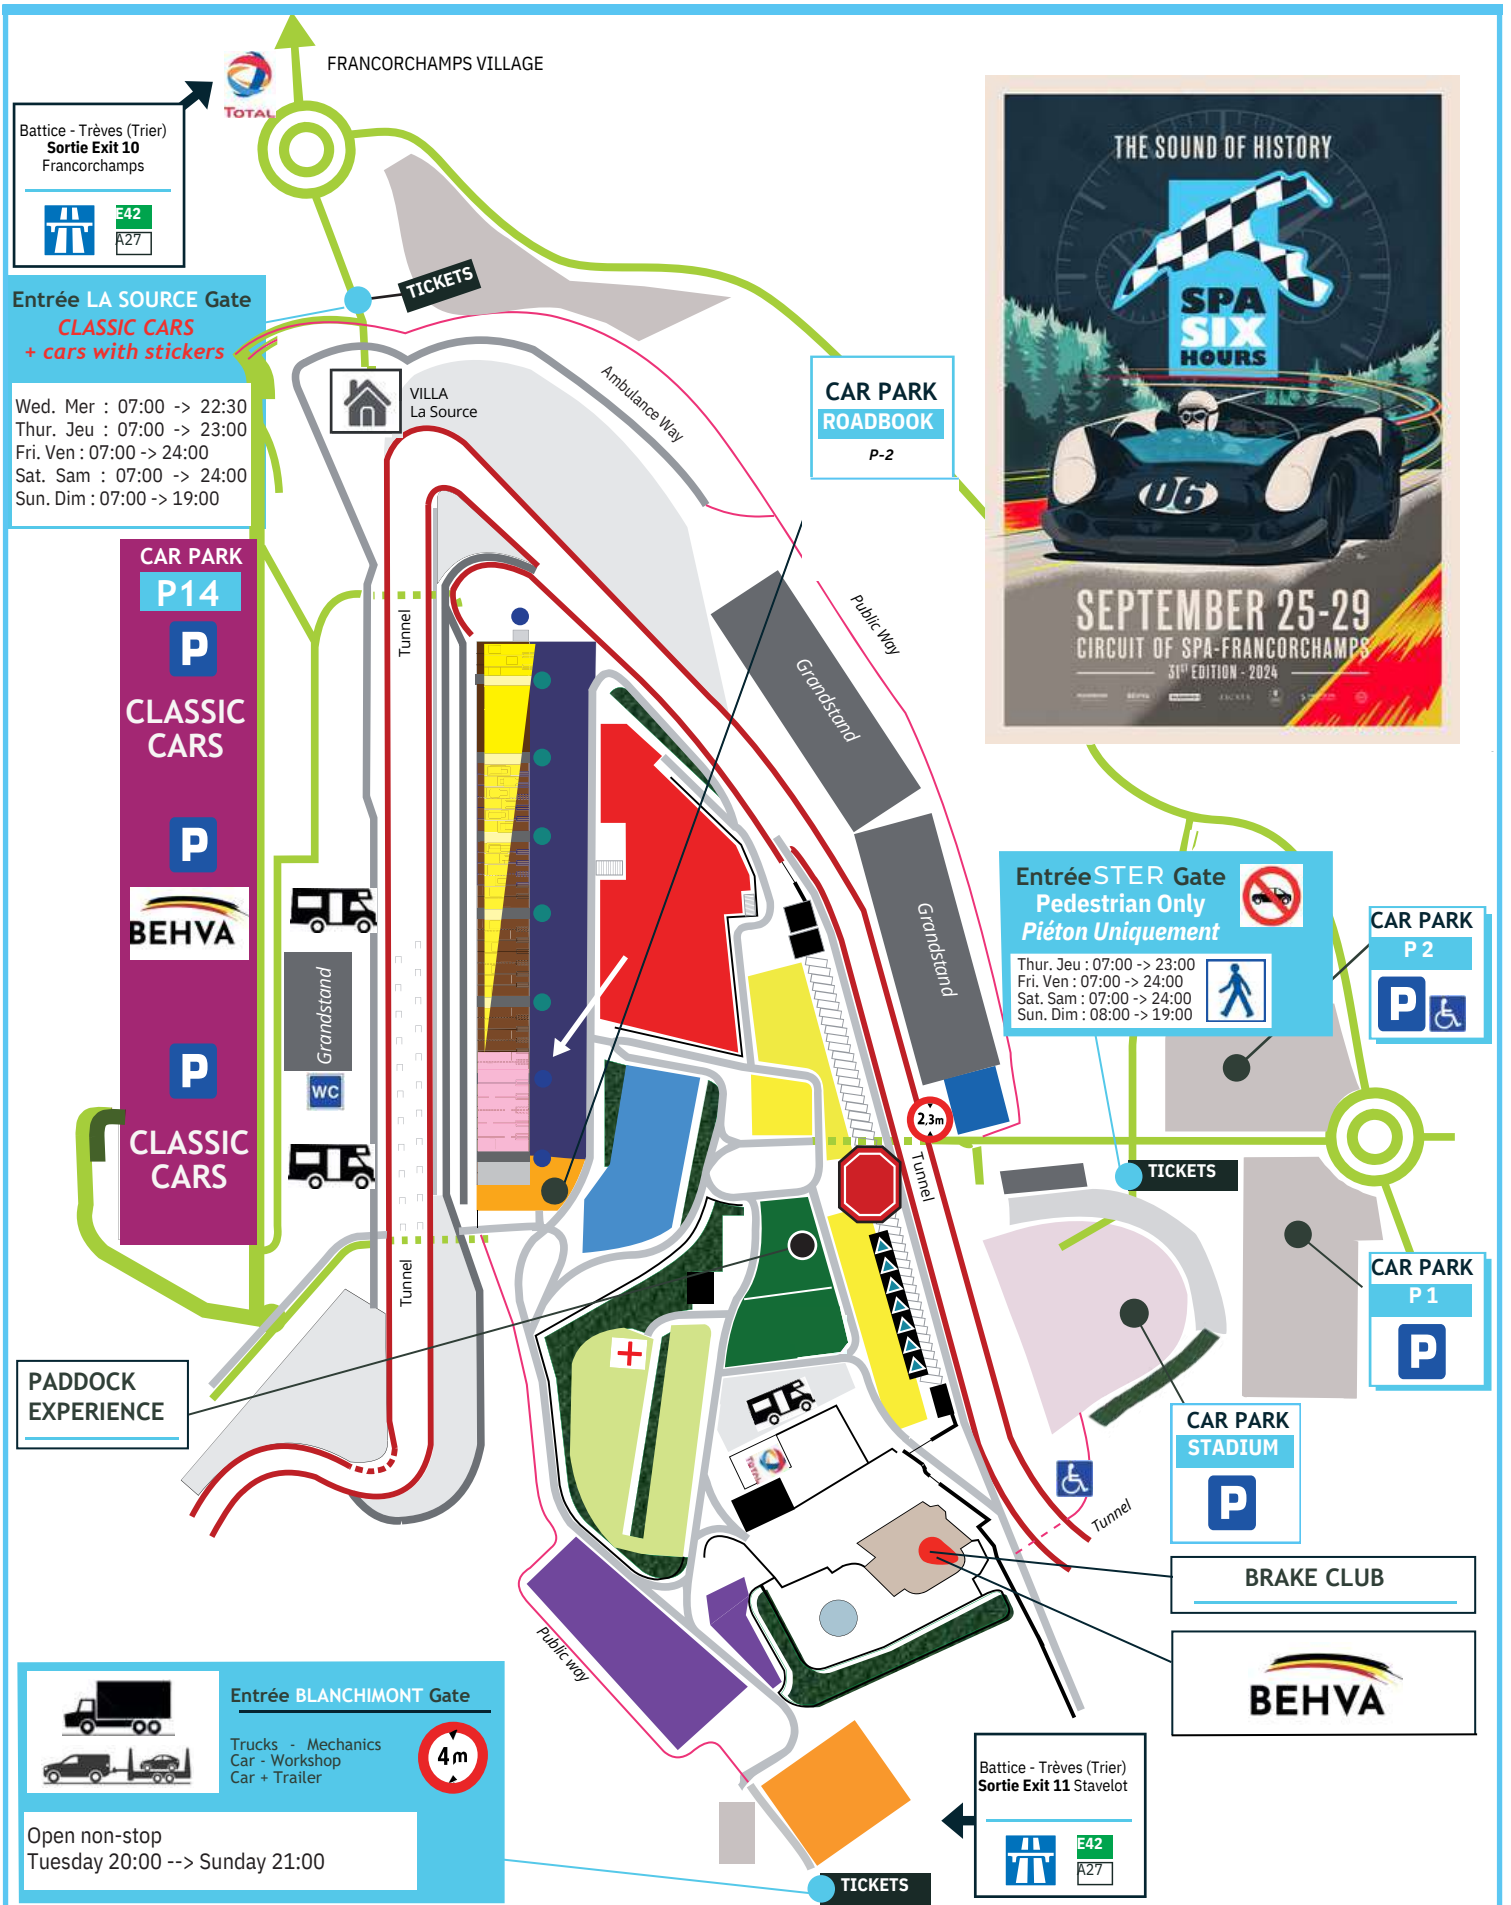 FRANCORCHAMPS VILLAGE
TOTAL
Battice - Trèves (Trier)
Sortie Exit 10
Francorchamps
E42
A27
Entrée LA SOURCE Gate
CLASSIC CARS
+ cars with stickers
Wed. Mer : 07:00 -> 22:30
Thur. Jeu : 07:00 -> 23:00
Fri. Ven : 07:00 -> 24:00
Sat. Sam : 07:00 -> 24:00
Sun. Dim : 07:00 -> 19:00
TICKETS
VILLA
La Source
Ambulance Way
CAR PARK
ROADBOOK
P-2
THE SOUND OF HISTORY
SPA
SIX
HOURS
06
SEPTEMBER 25-29
CIRCUIT OF SPA-FRANCORCHAMPS
31ST EDITION - 2024
CAR PARK
P14
P
CLASSIC
CARS
P
BEHVA
P
CLASSIC
CARS
Tunnel
Public Way
Grandstand
Grandstand
Grandstand
WC
Tunnel
Entrée STER Gate
Pedestrian Only
Piéton Uniquement
Thur. Jeu : 07:00 -> 23:00
Fri. Ven : 07:00 -> 24:00
Sat. Sam : 07:00 -> 24:00
Sun. Dim : 08:00 -> 19:00
CAR PARK
P 2
P
2,3m
Tunnel
TICKETS
CAR PARK
P 1
P
PADDOCK
EXPERIENCE
TOTAL
CAR PARK
STADIUM
P
Tunnel
BRAKE CLUB
BEHVA
Public way
Entrée BLANCHIMONT Gate
Trucks - Mechanics
Car - Workshop
Car + Trailer
4m
Open non-stop
Tuesday 20:00 --> Sunday 21:00
Battice - Trèves (Trier)
Sortie Exit 11 Stavelot
E42
A27
TICKETS